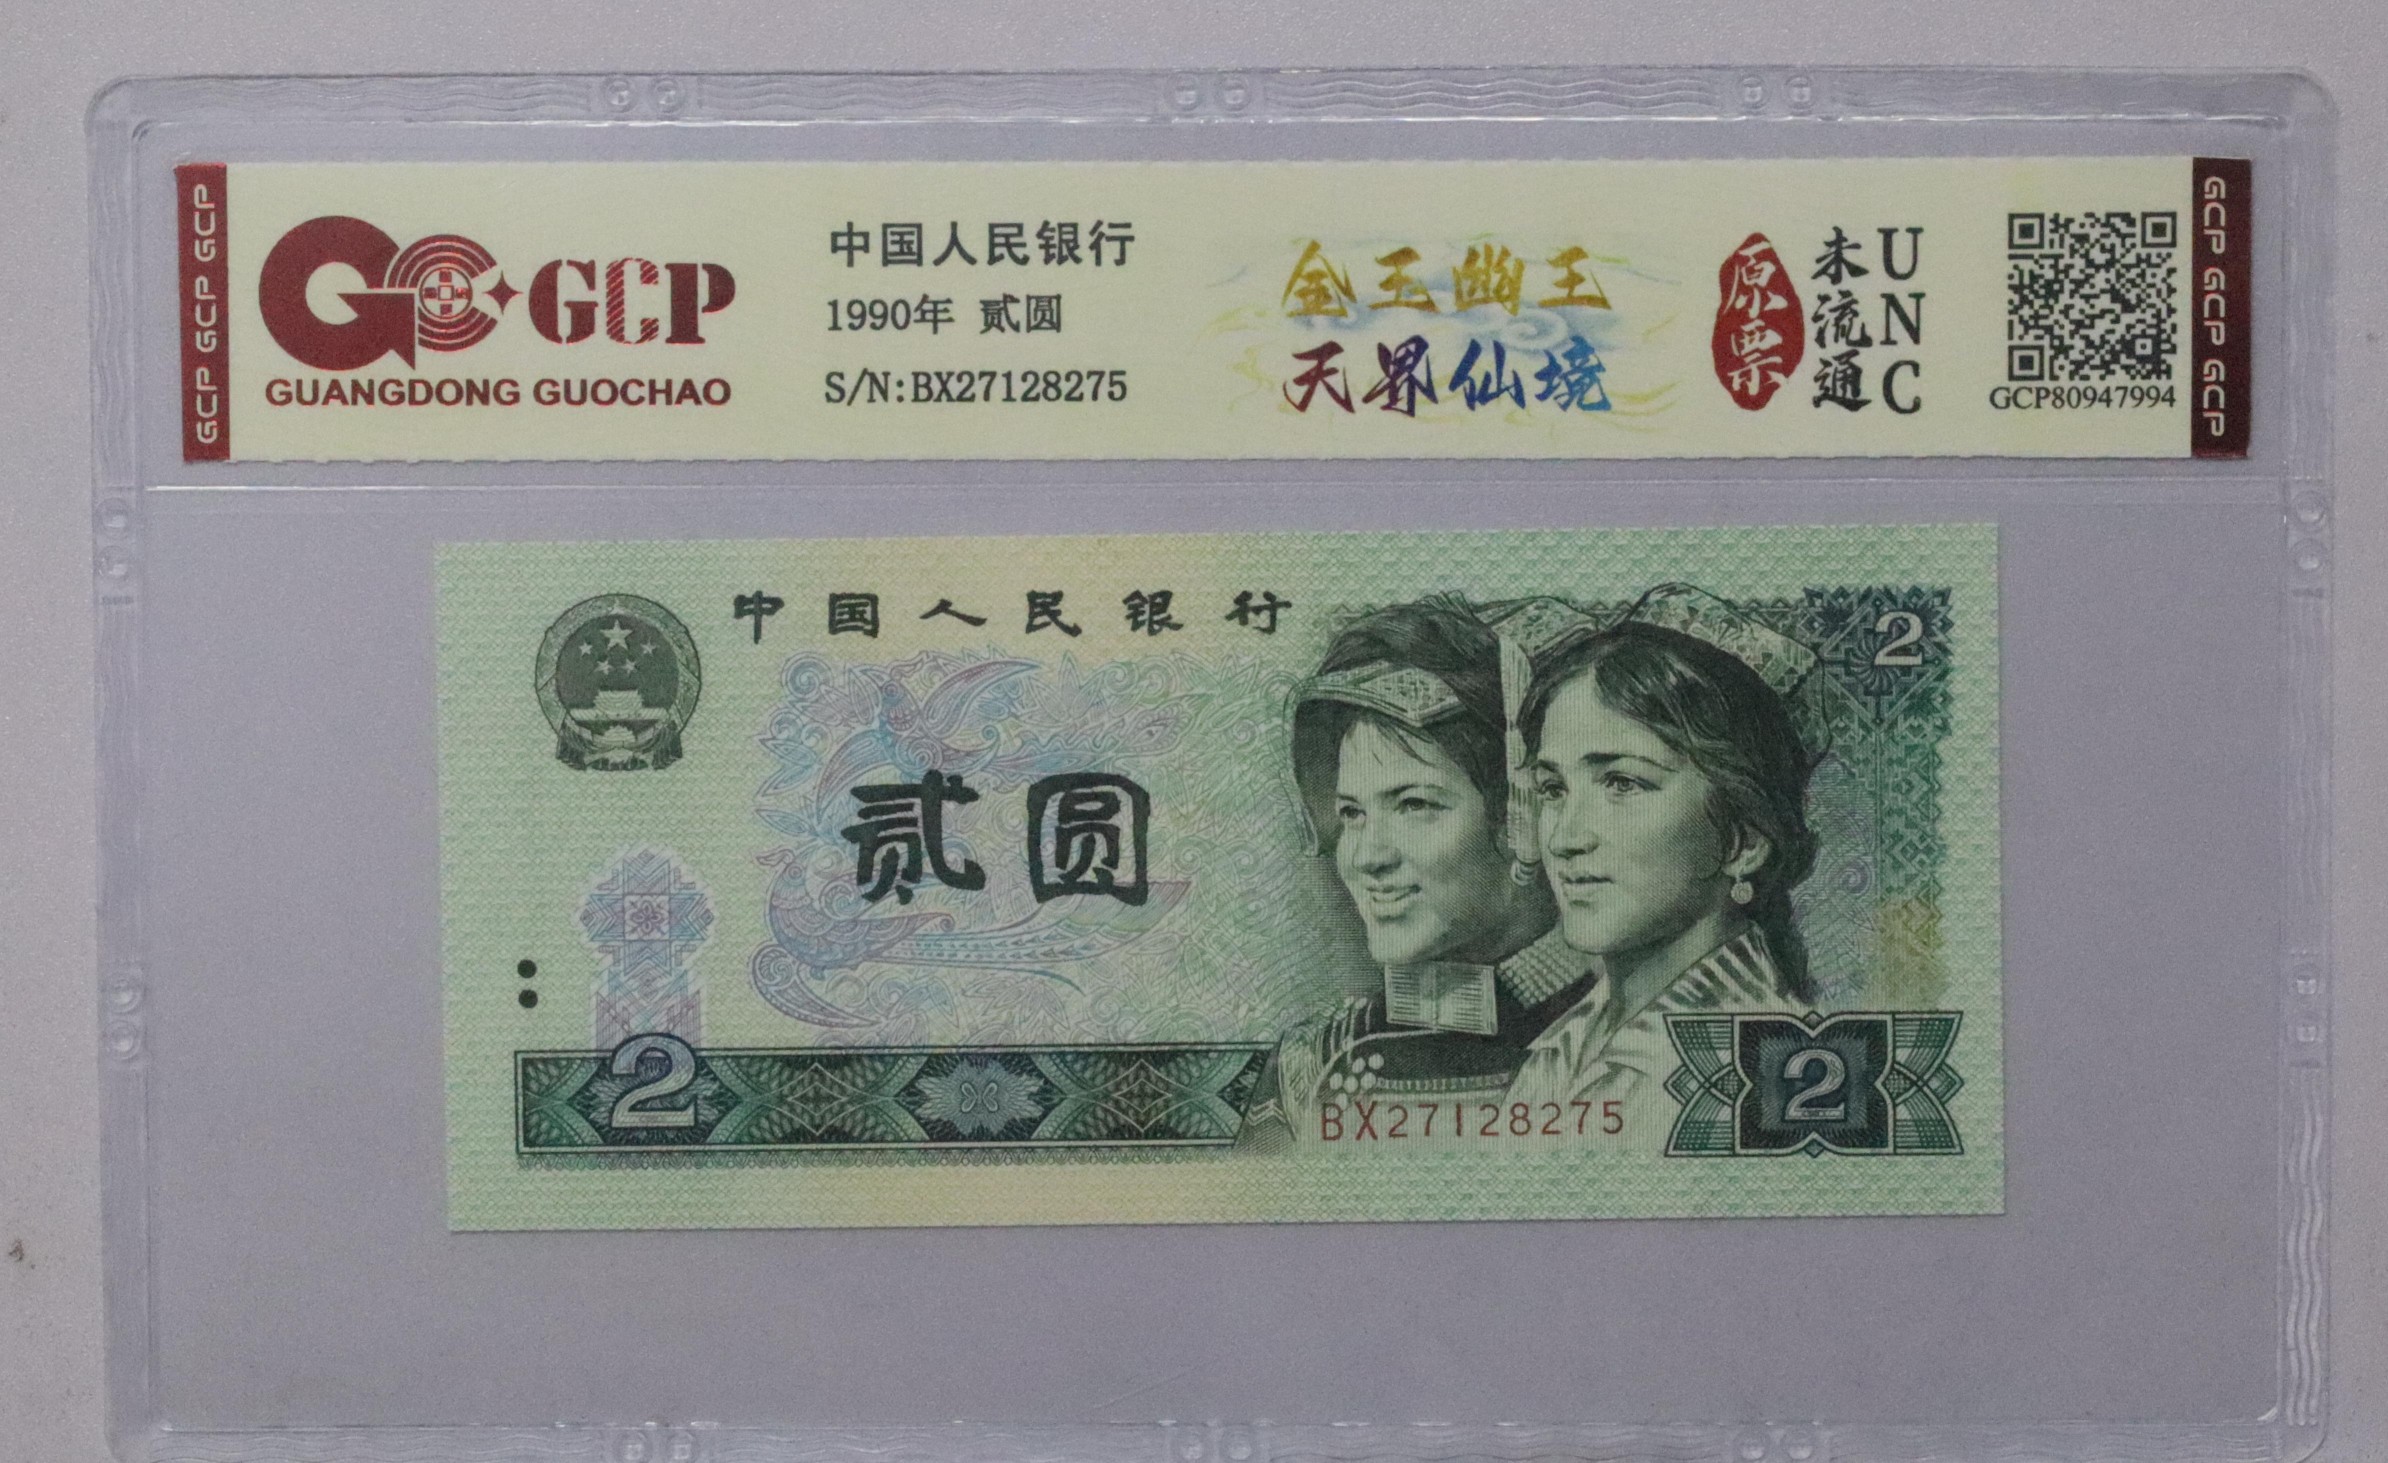 GCP GCP GCP
GCP
GUANGDONG GUOCHAO
中国人民银行
1990年 贰圆
S/N:BX27128275
金玉幽王
天界仙境
原票
未流通
UNC
GCP80947994
GCP GCP GCP
中国人民银行
2
贰圆
2
BX27128275
2